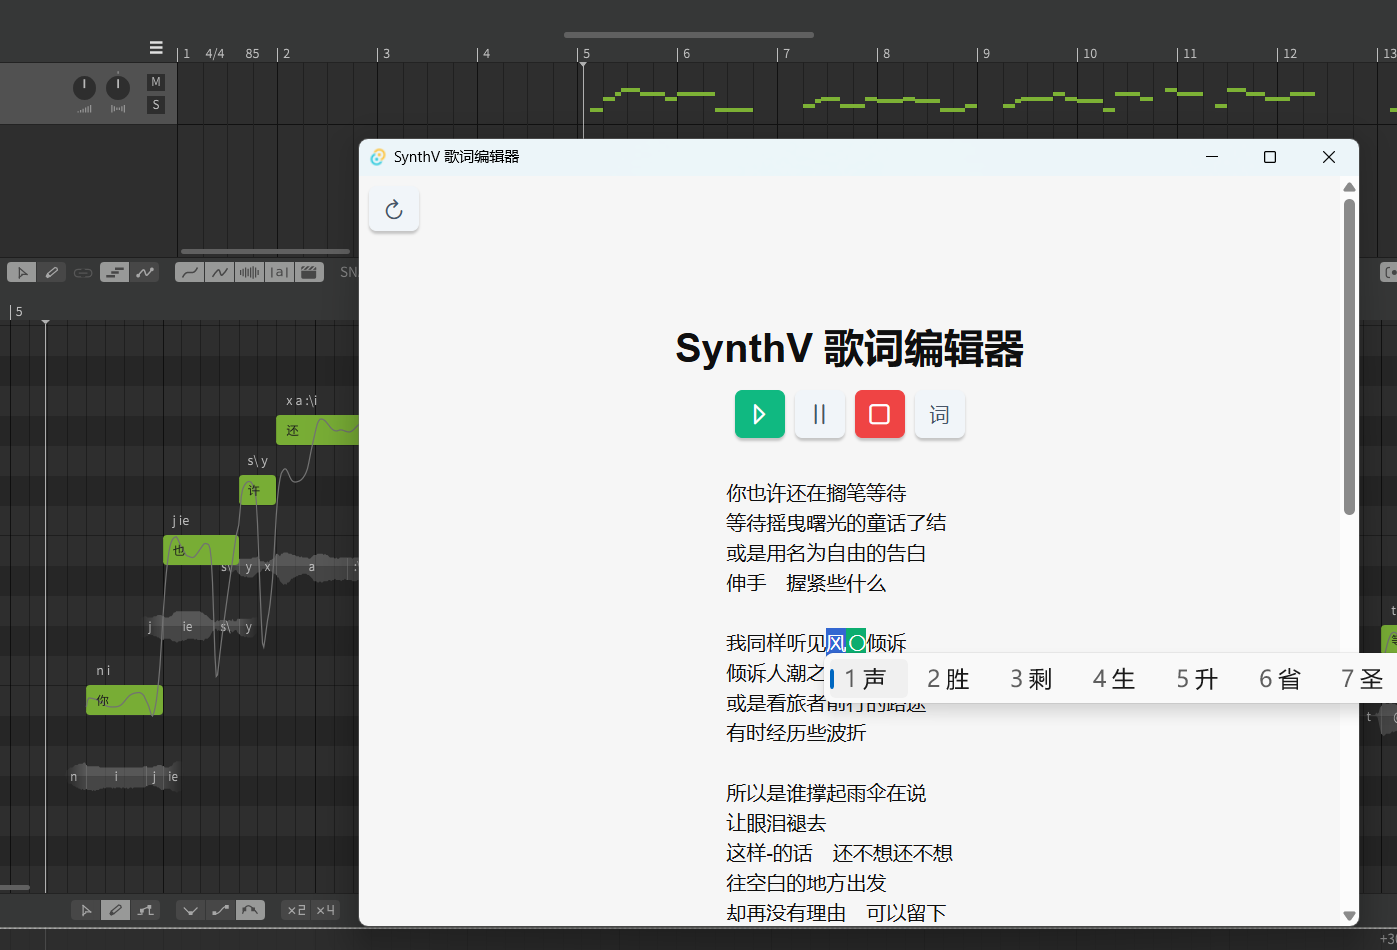 1 4/4 85 2 3 4 5 6 7 8 9 10 11 12 13
M
S
SynthV 歌词编辑器
SN
5
SynthV 歌词编辑器
词
x a :\i
还
s\ y
许
j ie
也
s\ y x a :
j ie s\ y
n i
你
n i j ie
你也许还在搁笔等待
等待摇曳曙光的童话了结
或是用名为自由的告白
伸手 握紧些什么
我同样听见风〇倾诉
倾诉人潮之
1 声 2 胜 3 剩 4 生 5 升 6 省 7 圣
或是看旅者前行的路途
有时经历些波折
所以是谁撑起雨伞在说
让眼泪褪去
这样-的话 还不想还不想
往空白的地方出发
却再没有理由 可以留下
t
t
×2 ×4